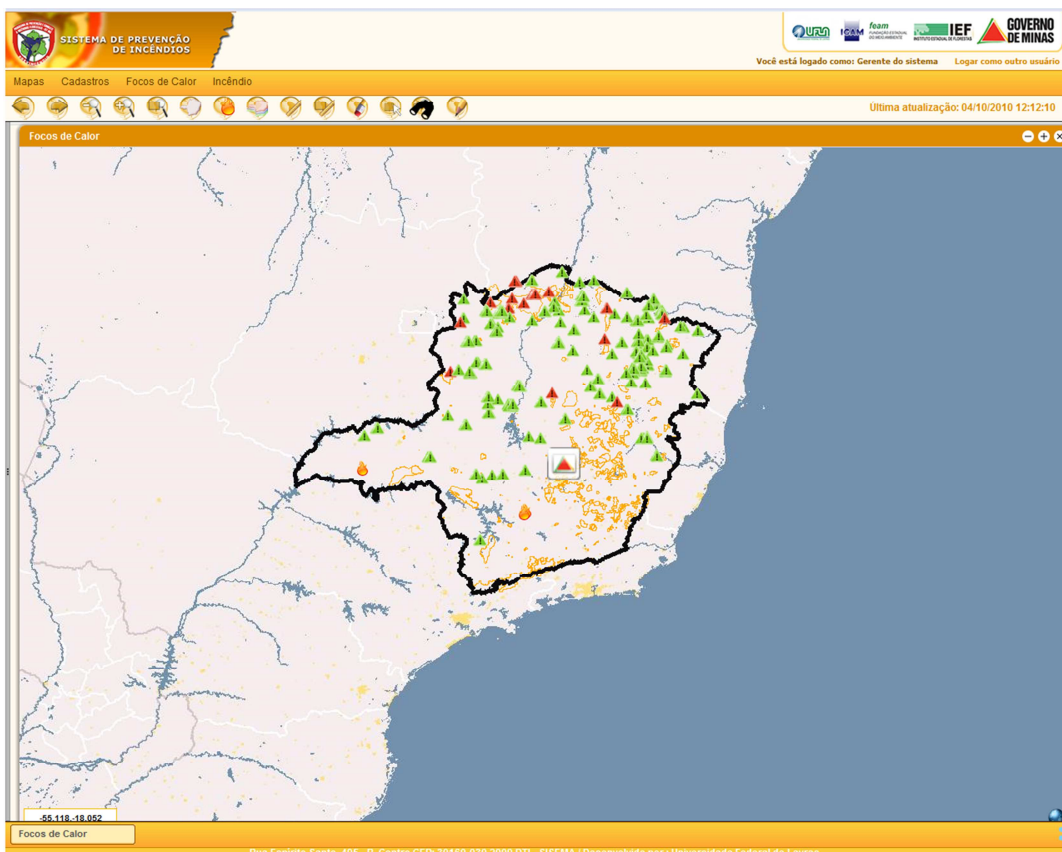 SISTEMA DE PREVENÇÃO
DE INCÊNDIOS
UFLA
IGAM
feam
IEF
GOVERNO
DE MINAS
Você está logado como: Gerente do sistema Logar como outro usuário
Mapas Cadastros Focos de Calor Incêndio
Última atualização: 04/10/2010 12:12:10
Focos de Calor
-55.118,-18.052
Focos de Calor